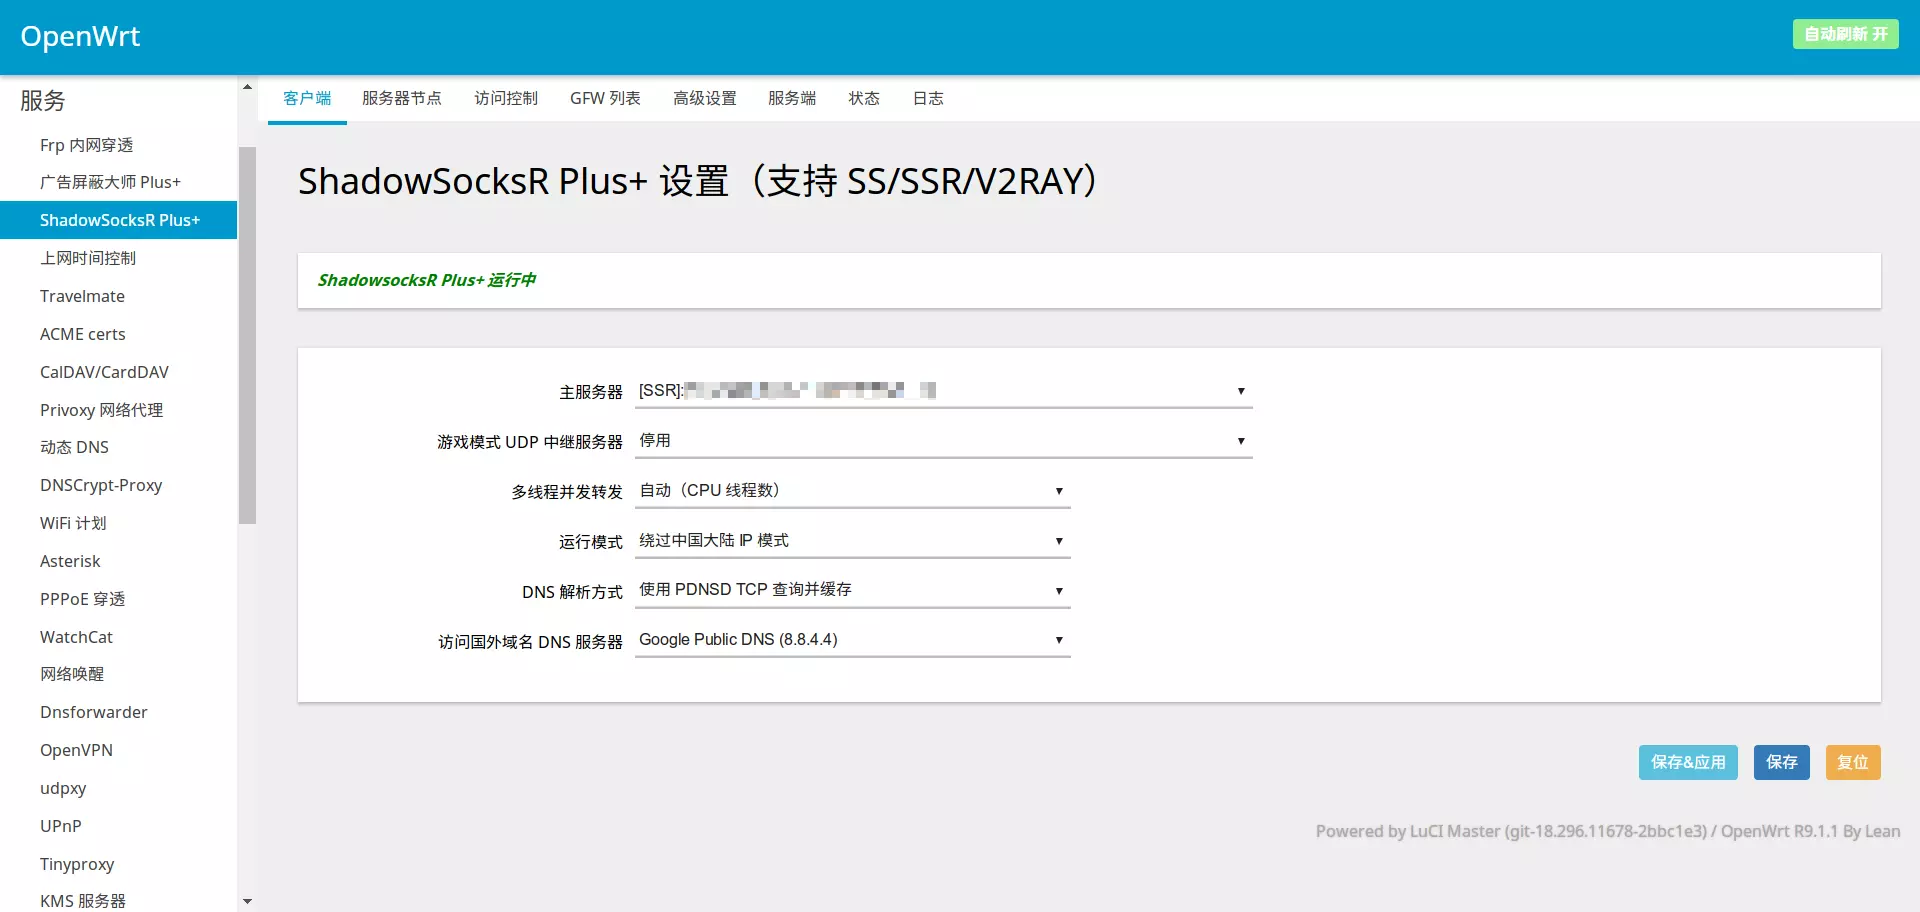 OpenWrt
自动刷新 开
服务
Frp 内网穿透
广告屏蔽大师 Plus+
ShadowSocksR Plus+
上网时间控制
Travelmate
ACME certs
CalDAV/CardDAV
Privoxy 网络代理
动态 DNS
DNSCrypt-Proxy
WiFi 计划
Asterisk
PPPoE 穿透
WatchCat
网络唤醒
Dnsforwarder
OpenVPN
udpxy
UPnP
Tinyproxy
KMS 服务器
客户端 服务器节点 访问控制 GFW 列表 高级设置 服务端 状态 日志
ShadowSocksR Plus+ 设置（支持 SS/SSR/V2RAY）
ShadowsocksR Plus+ 运行中
主服务器 [SSR]:
游戏模式 UDP 中继服务器 停用
多线程并发转发 自动（CPU 线程数）
运行模式 绕过中国大陆 IP 模式
DNS 解析方式 使用 PDNSD TCP 查询并缓存
访问国外域名 DNS 服务器 Google Public DNS (8.8.4.4)
保存&应用 保存 复位
Powered by LuCI Master (git-18.296.11678-2bbc1e3) / OpenWrt R9.1.1 By Lean